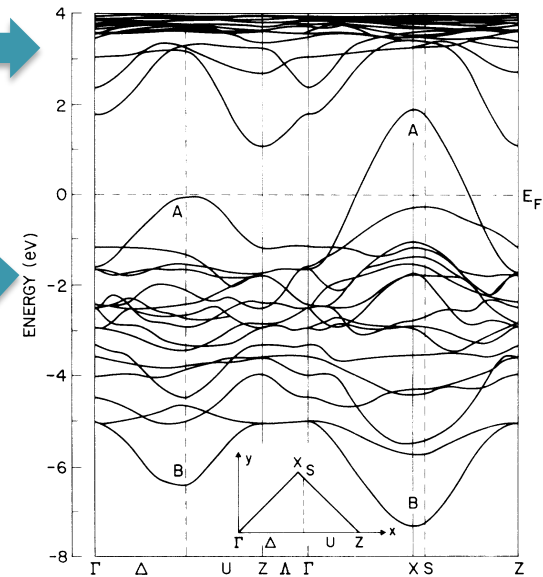 4
2
0
-2
-4
-6
-8
ENERGY (eV)
A
A
E_F
B
B
y
X S
Γ Δ U Z
x
Γ Δ U Z Λ Γ X S Z